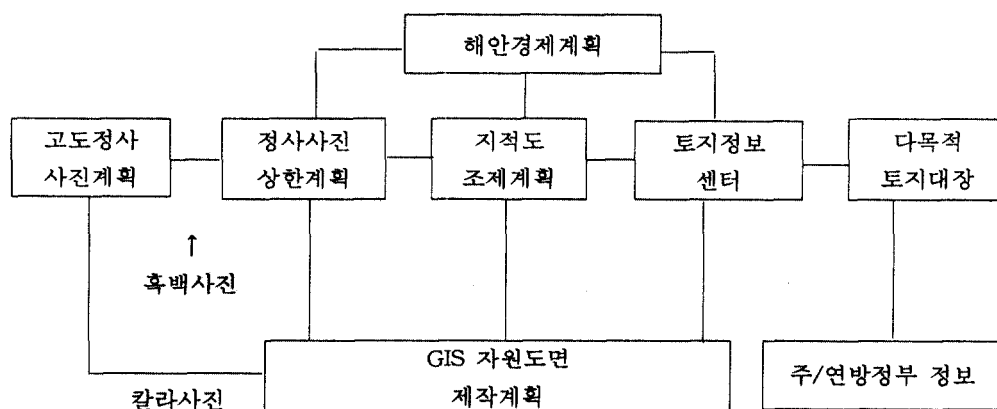 해안경제계획
고도정사
사진계획
정사사진
상한계획
지적도
조제계획
토지정보
센터
다목적
토지대장
↑
흑백사진
GIS 자원도면
제작계획
칼라사진
주/연방정부 정보